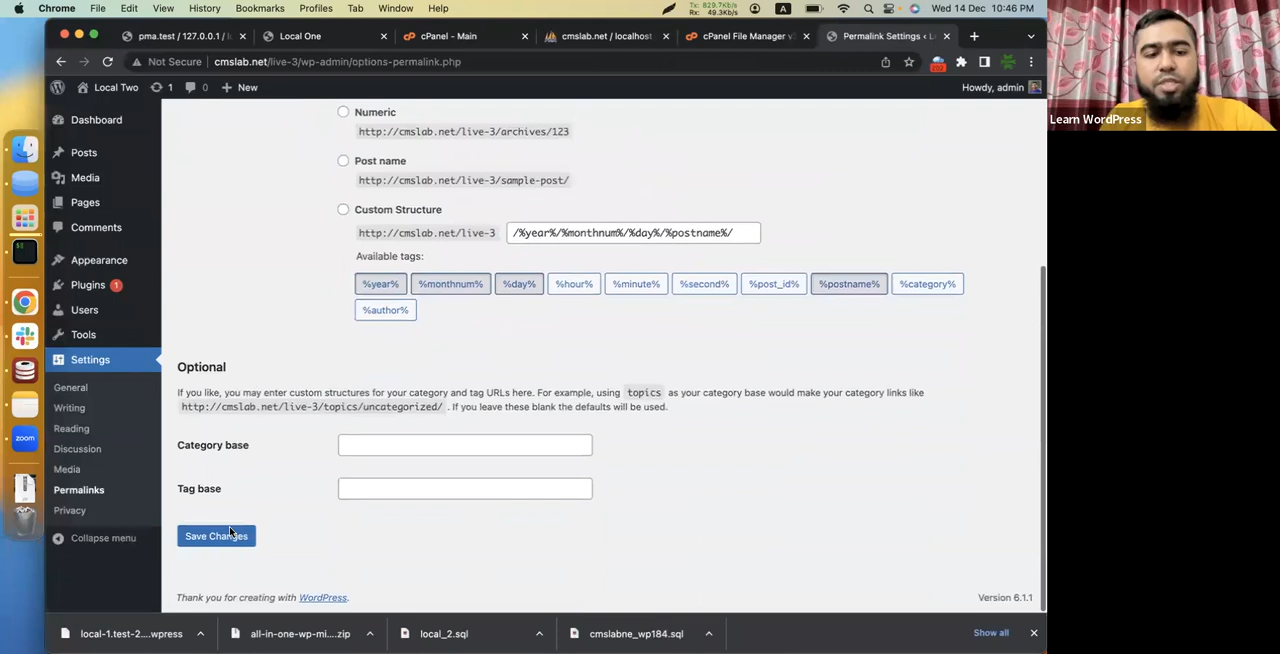 Chrome File Edit View History Bookmarks Profiles Tab Window Help
Tx: 829.7Kb/s
Rx: 49.3Kb/s
A
Wed 14 Dec 10:46 PM
pma.test / 127.0.0.1 / l
Local One
cPanel - Main
cmslab.net / localhost
cPanel File Manager v
Permalink Settings ‹ L
Not Secure cmslab.net/live-3/wp-admin/options-permalink.php
Local Two 1 0 New
Howdy, admin
Learn WordPress
Dashboard
Posts
Media
Pages
Comments
Appearance
Plugins 1
Users
Tools
Settings
General
Writing
Reading
Discussion
Media
Permalinks
Privacy
Collapse menu
zoom
Numeric
http://cmslab.net/live-3/archives/123
Post name
http://cmslab.net/live-3/sample-post/
Custom Structure
http://cmslab.net/live-3 /%year%/%monthnum%/%day%/%postname%/
Available tags:
%year% %monthnum% %day% %hour% %minute% %second% %post_id% %postname% %category%
%author%
Optional
If you like, you may enter custom structures for your category and tag URLs here. For example, using topics as your category base would make your category links like
http://cmslab.net/live-3/topics/uncategorized/ . If you leave these blank the defaults will be used.
Category base
Tag base
Save Changes
Thank you for creating with WordPress.
Version 6.1.1
local-1.test-2....wpress
all-in-one-wp-mi....zip
local_2.sql
cmslabne_wp184.sql
Show all